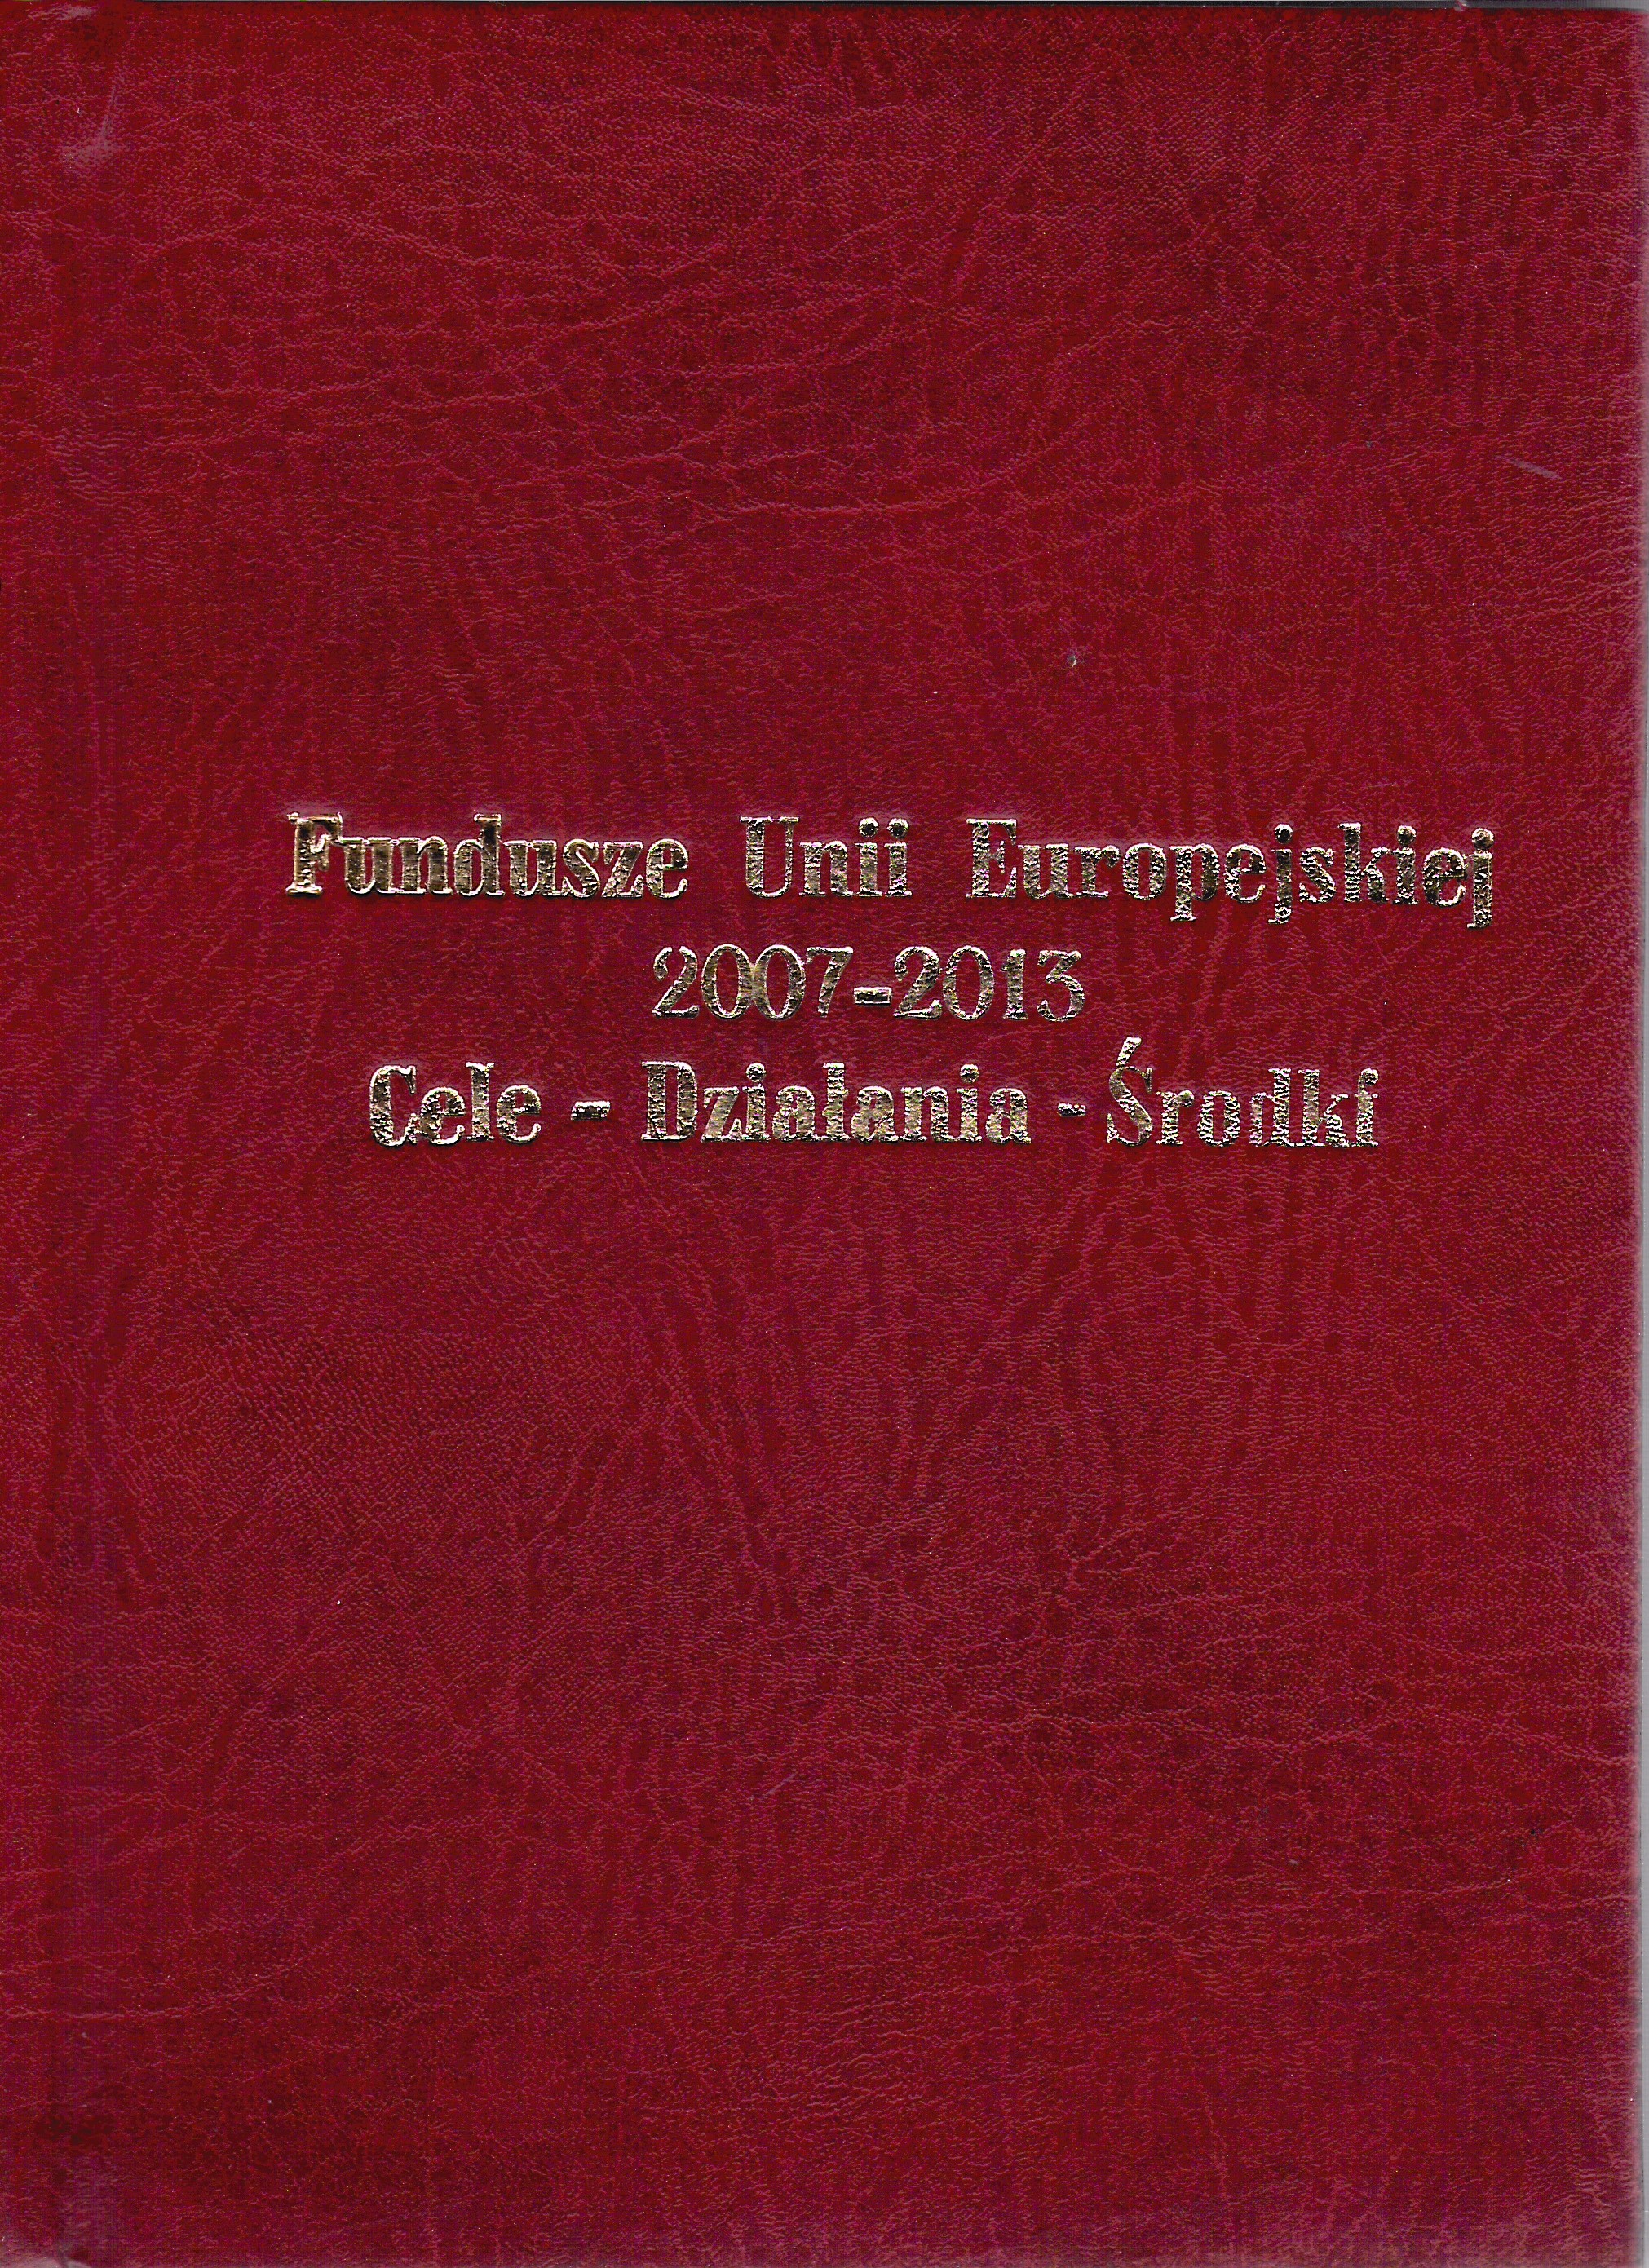 Fundusze Unii Europejskiej
2007-2013
Cele - Działania - Środki